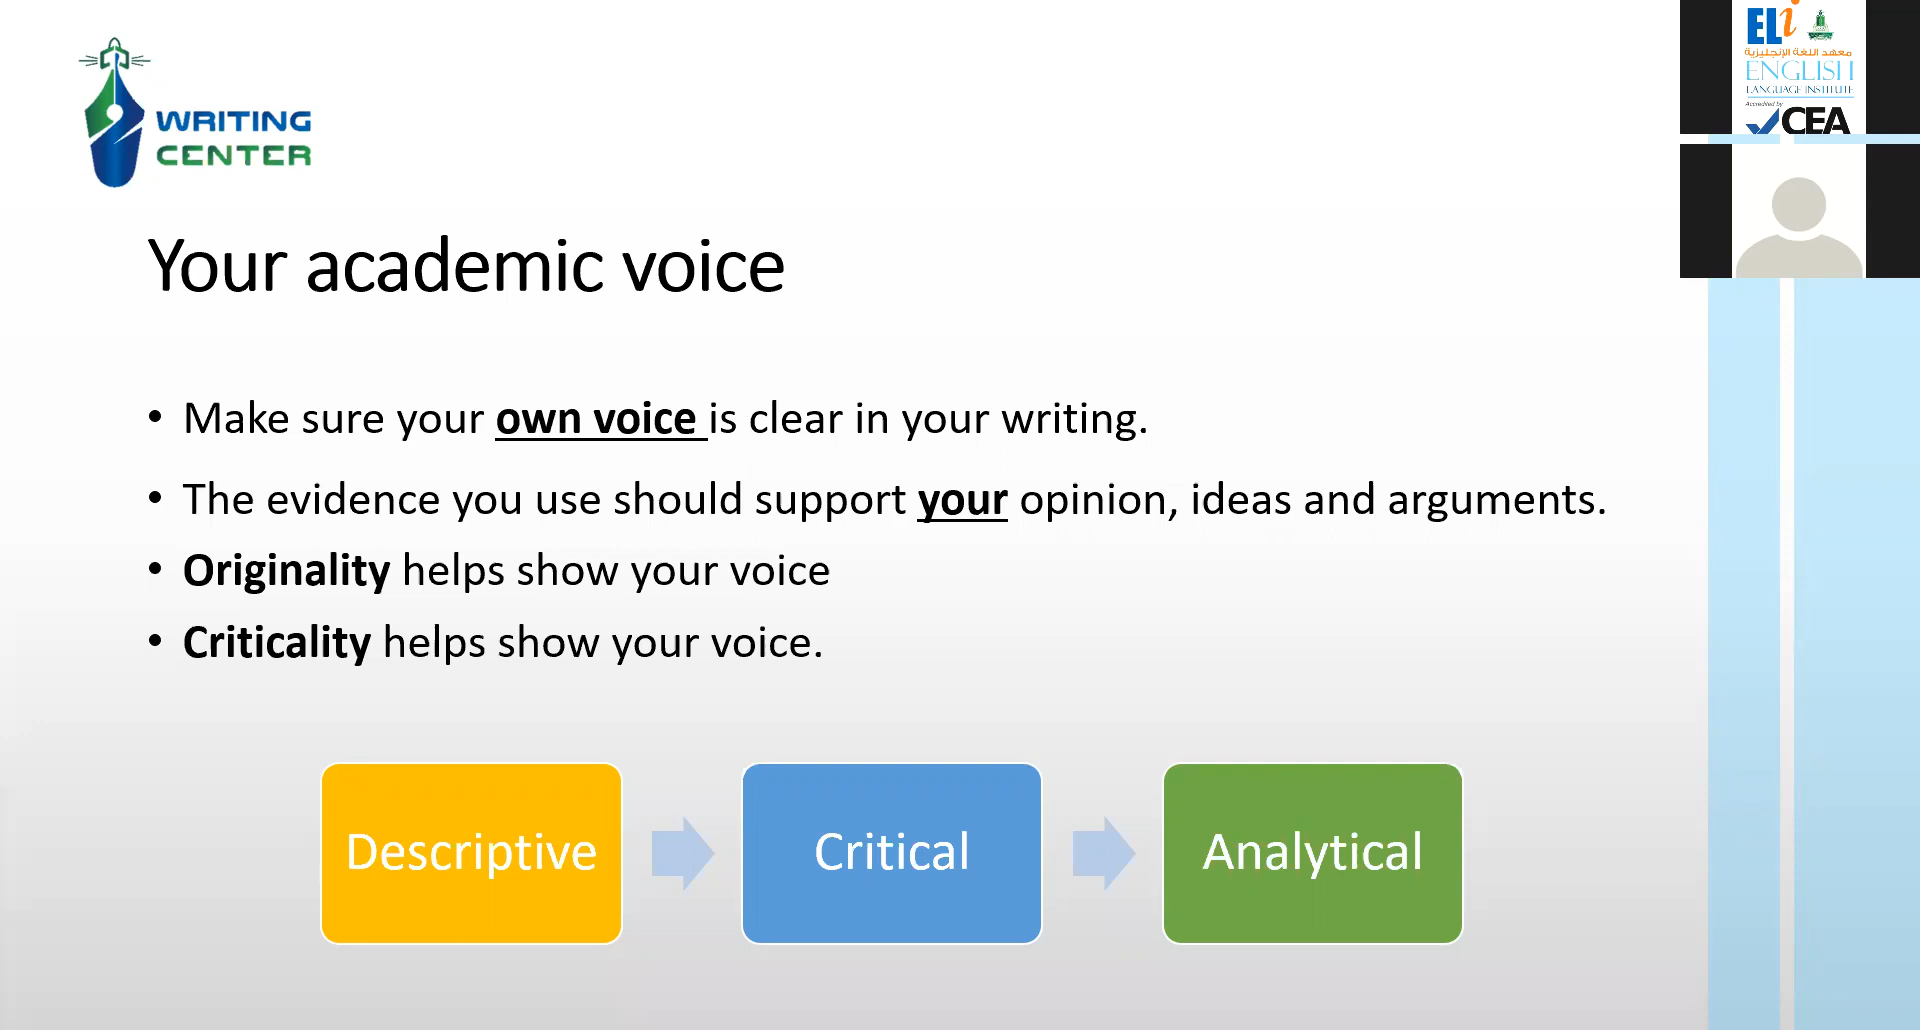 WRITING
CENTER
ELi
معهد اللغة الإنجليزية
ENGLISH
LANGUAGE INSTITUTE
Accredited by
CEA
Your academic voice
• Make sure your own voice is clear in your writing.
• The evidence you use should support your opinion, ideas and arguments.
• Originality helps show your voice
• Criticality helps show your voice.
Descriptive
Critical
Analytical